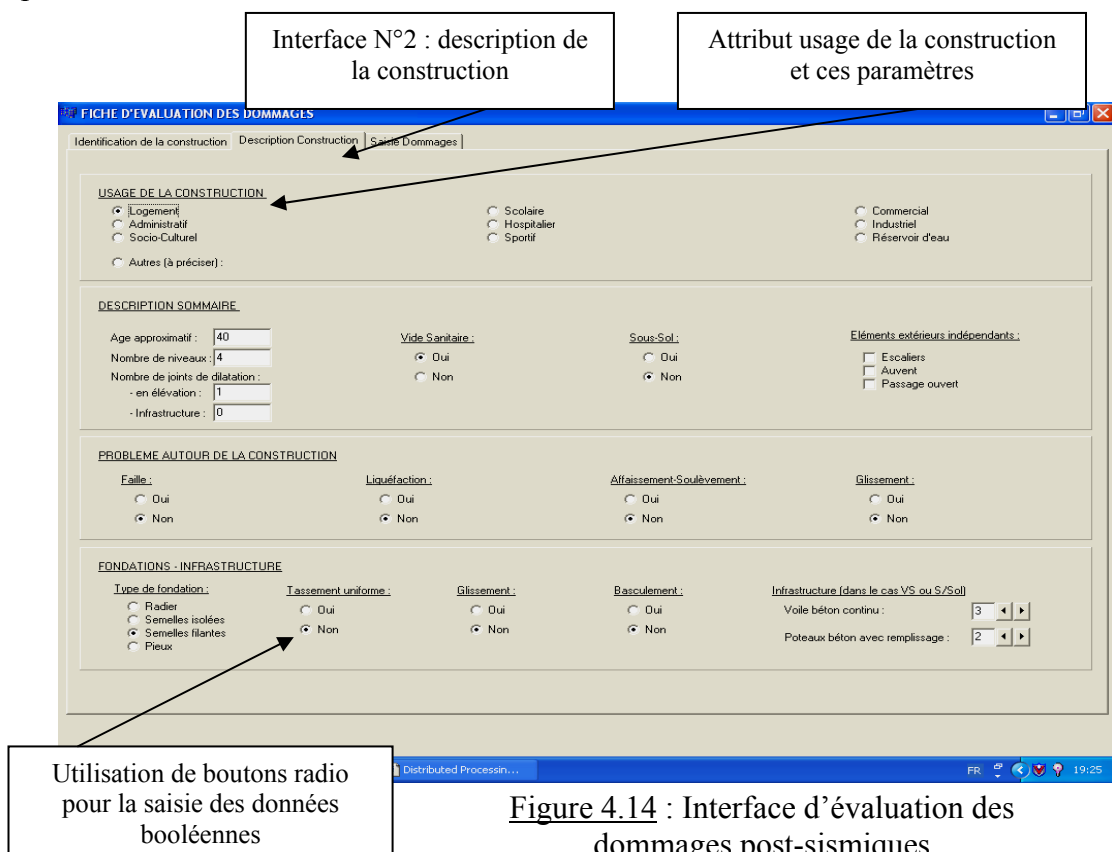 Interface N°2 : description de
la construction
Attribut usage de la construction
et ces paramètres
FICHE D'EVALUATION DES DOMMAGES
Identification de la construction Description Construction Saisie Dommages
USAGE DE LA CONSTRUCTION
Logement Scolaire Commercial
Administratif Hospitalier Industriel
Socio-Culturel Sportif Réservoir d'eau
Autres (à préciser) :
DESCRIPTION SOMMAIRE
Age approximatif : 40 Vide Sanitaire : Sous-Sol : Eléments extérieurs indépendants :
Nombre de niveaux : 4 Oui Oui Escaliers
Nombre de joints de dilatation : Non Non Auvent
- en élévation : 1 Passage ouvert
- Infrastructure : 0
PROBLEME AUTOUR DE LA CONSTRUCTION
Faille : Liquéfaction : Affaissement-Soulèvement : Glissement :
Oui Oui Oui Oui
Non Non Non Non
FONDATIONS - INFRASTRUCTURE
Type de fondation : Tassement uniforme : Glissement : Basculement : Infrastructure (dans le cas VS ou S/Sol)
Radier Oui Oui Oui Voile béton continu : 3
Semelles isolées
Semelles filantes Non Non Non Poteaux béton avec remplissage : 2
Pieux
Distributed Processin... FR 19:25
Utilisation de boutons radio
pour la saisie des données
booléennes
Figure 4.14 : Interface d'évaluation des
dommages post-sismiques